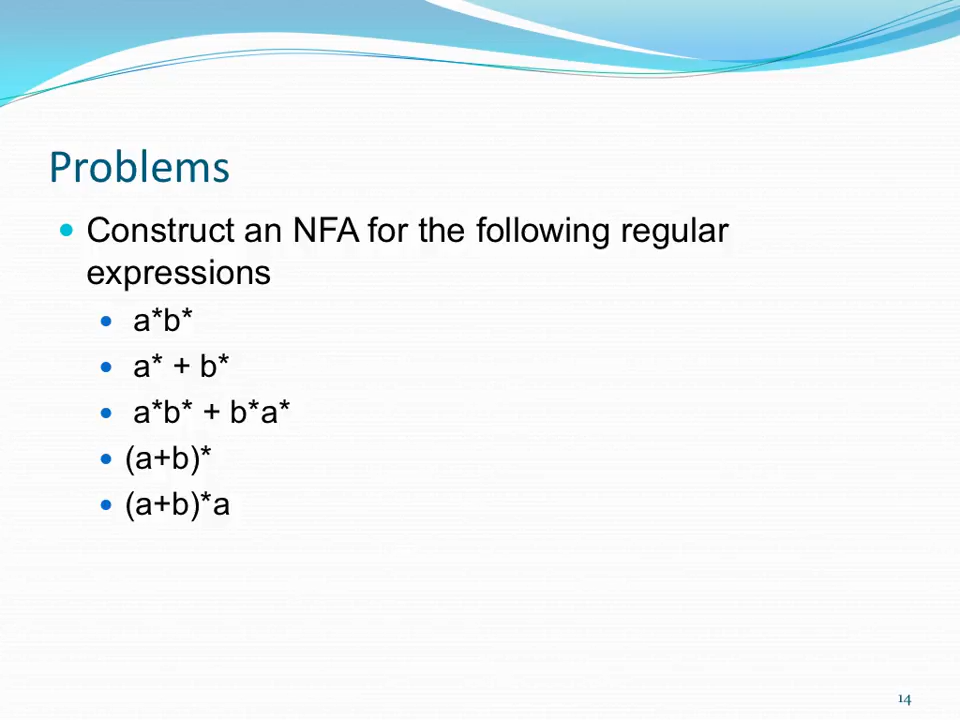 Problems
Construct an NFA for the following regular
expressions
a*b*
a* + b*
a*b* + b*a*
(a+b)*
(a+b)*a
14